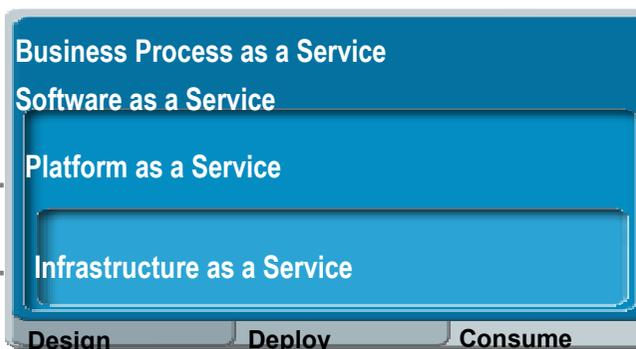 Business Process as a Service
Software as a Service
Platform as a Service
Infrastructure as a Service
Design Deploy Consume